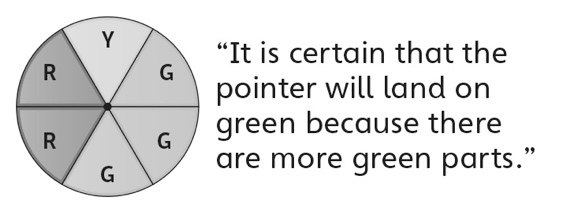 Y
R
G
R
G
G
“It is certain that the
pointer will land on
green because there
are more green parts.”